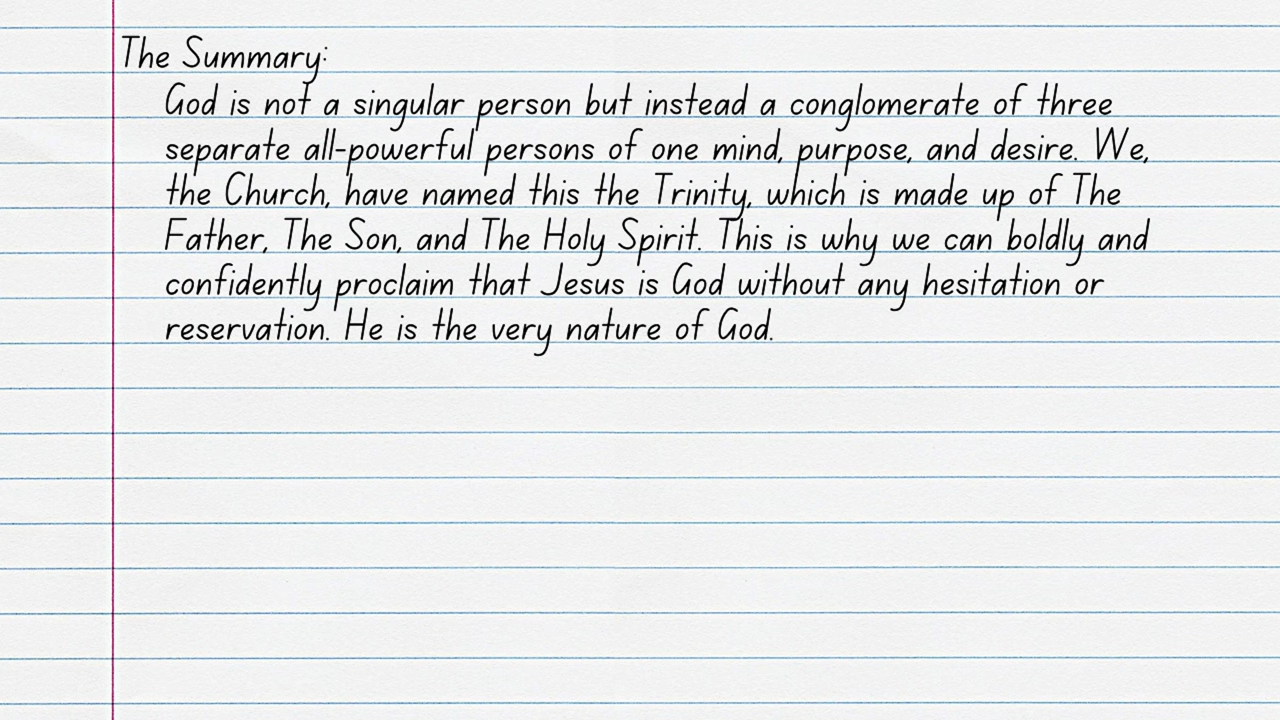 The Summary:
God is not a singular person but instead a conglomerate of three
separate all-powerful persons of one mind, purpose, and desire. We,
the Church, have named this the Trinity, which is made up of The
Father, The Son, and The Holy Spirit. This is why we can boldly and
confidently proclaim that Jesus is God without any hesitation or
reservation. He is the very nature of God.